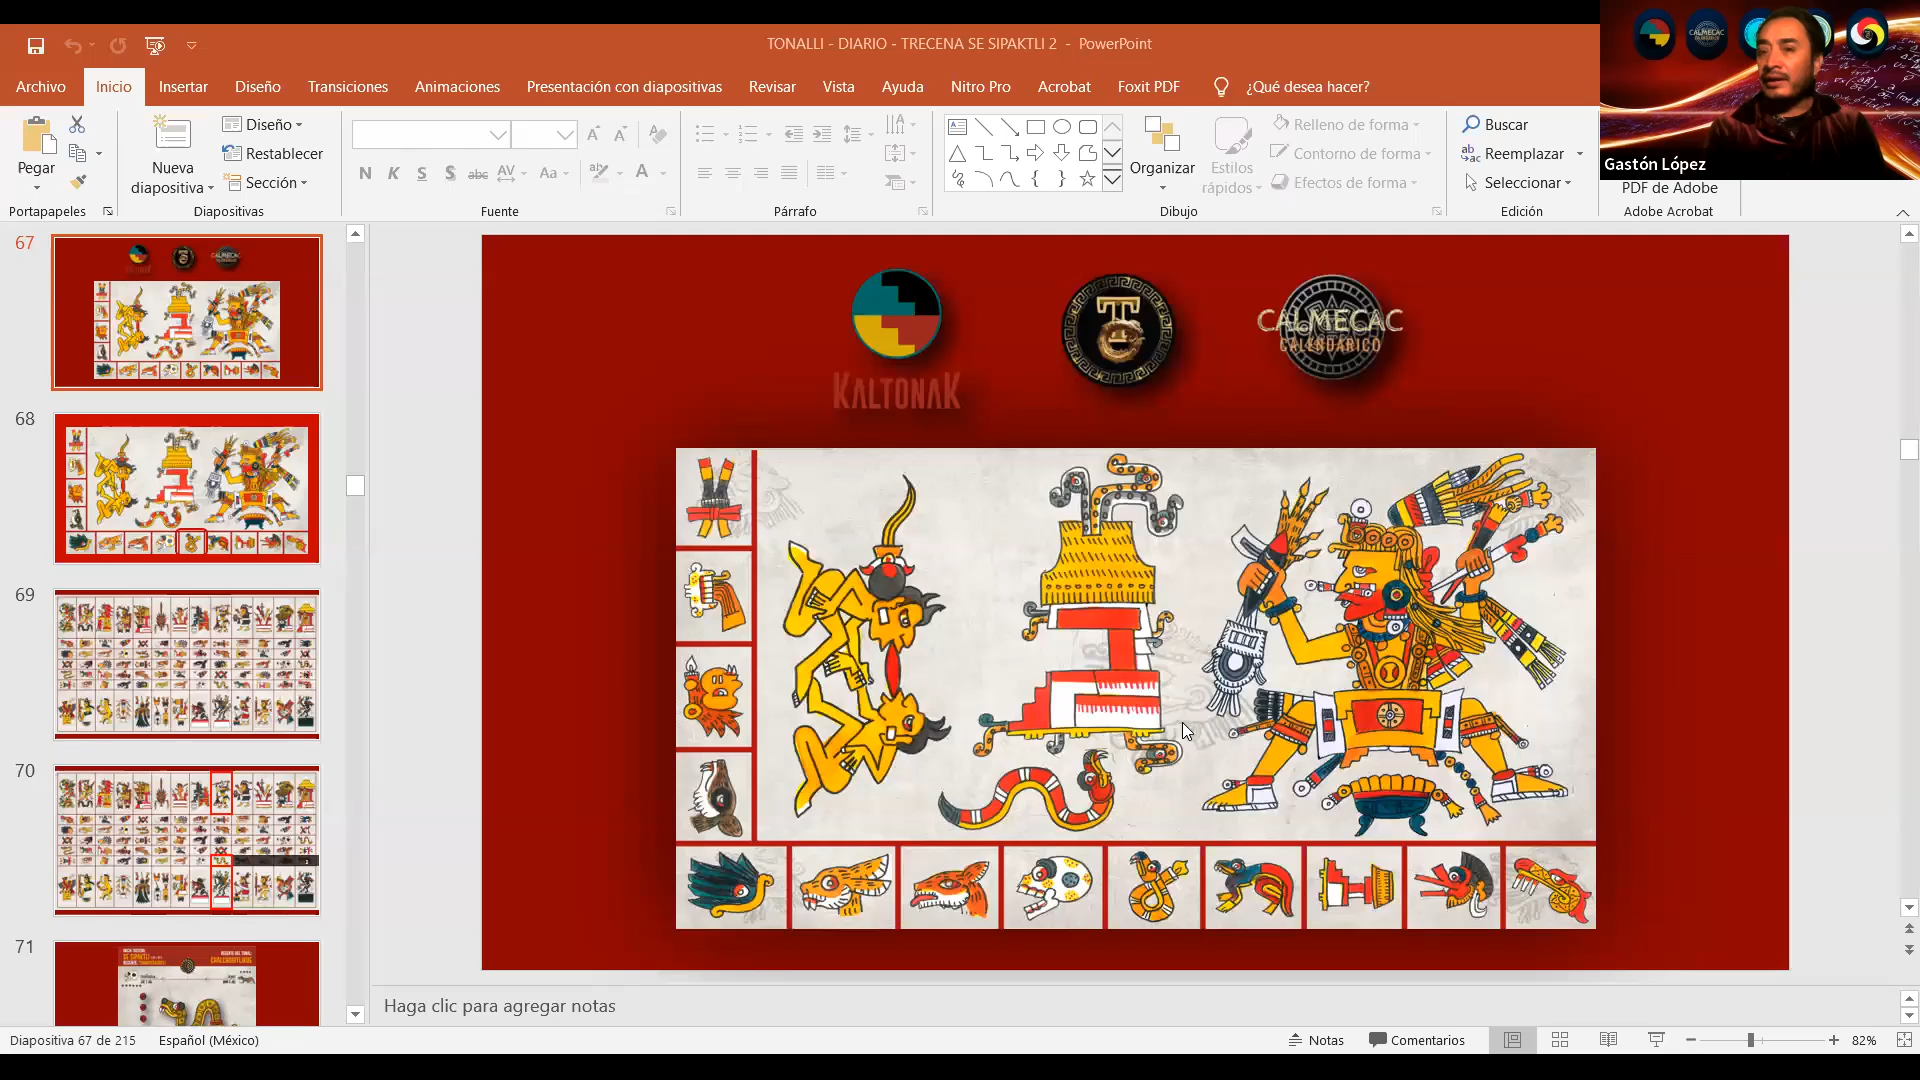 TONALLI - DIARIO - TRECENA SE SIPAKTLI 2 - PowerPoint
Archivo Inicio Insertar Diseño Transiciones Animaciones Presentación con diapositivas Revisar Vista Ayuda Nitro Pro Acrobat Foxit PDF ¿Qué desea hacer?
Pegar
Nueva diapositiva
Diseño
Restablecer
Sección
N K S S abc AV Aa A
Organizar
Estilos rápidos
Relleno de forma
Contorno de forma
Efectos de forma
Buscar
Reemplazar
Seleccionar
PDF de Adobe
Portapapeles Diapositivas Fuente Párrafo Dibujo Edición Adobe Acrobat
Gastón López
67
68
69
70
71
KALTONAK
CALMECAC
CALENDARICO
Haga clic para agregar notas
Diapositiva 67 de 215 Español (México) Notas Comentarios 82%